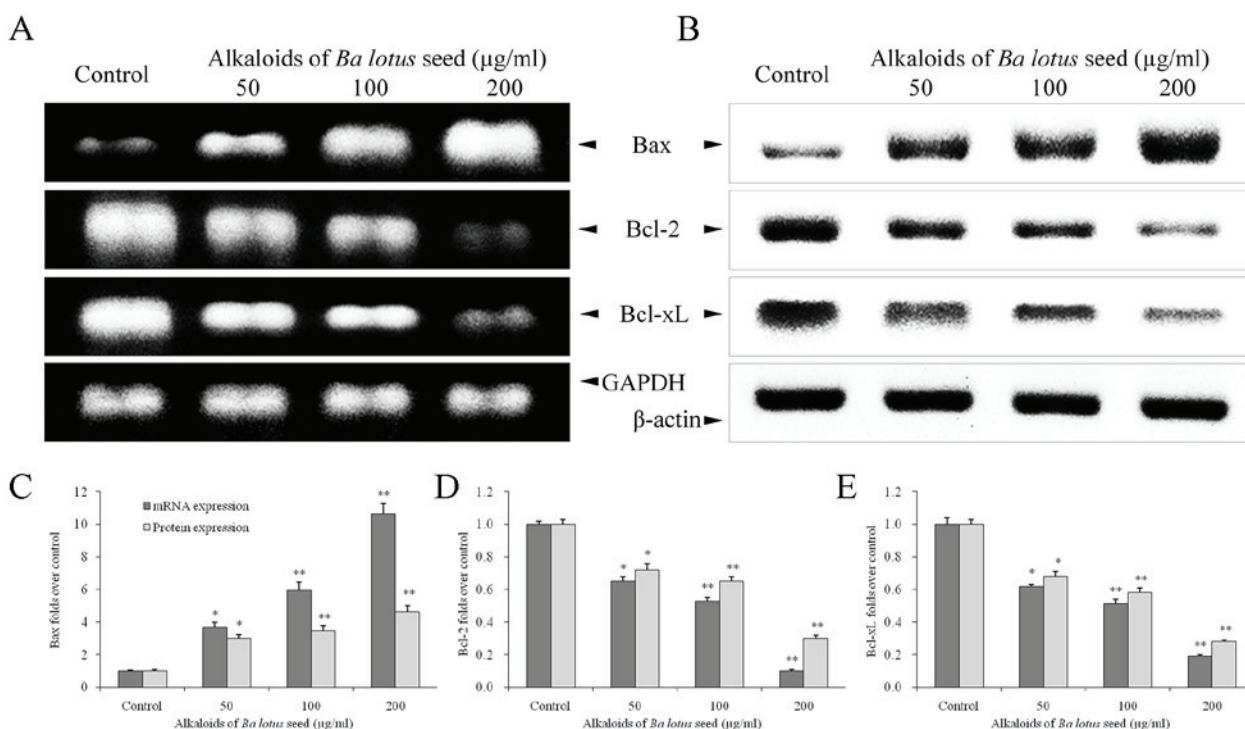 A
Alkaloids of Ba lotus seed (µg/ml)
Control
50
100
200
B
Alkaloids of Ba lotus seed (µg/ml)
Control
50
100
200
Bax
Bcl-2
Bcl-xL
GAPDH
β-actin
C
Bax folds over control
12
10
8
6
4
2
0
mRNA expression
Protein expression
*
*
**
**
**
**
Control
50
100
200
Alkaloids of Ba lotus seed (µg/ml)
D
Bcl-2 folds over control
1.2
1.0
0.8
0.6
0.4
0.2
0.0
*
*
**
**
**
**
Control
50
100
200
Alkaloids of Ba lotus seed (µg/ml)
E
Bcl-xL folds over control
1.2
1.0
0.8
0.6
0.4
0.2
0.0
*
*
**
**
**
**
Control
50
100
200
Alkaloids of Ba lotus seed (µg/ml)